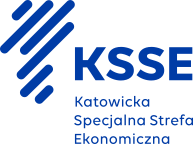 KSSE
Katowicka
Specjalna Strefa
Ekonomiczna